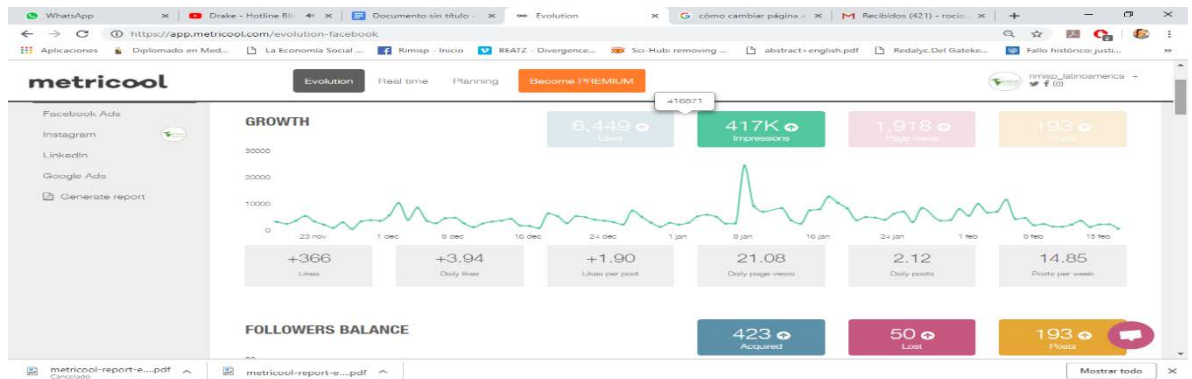 WhatsApp Drake - Hotline Bli Documento sin título - Evolution cómo cambiar página Recibidos (421) - rocio
https://app.metricool.com/evolution-facebook
Aplicaciones Diplomado en Med... La Economía Social ... Rimisp - Inicio BEATZ - Divergence... Sci-Hub: removing ... abstract+english.pdf Redalyc.Del Gateke... Fallo histórico: justi...
metricool Evolution Real time Planning Become PREMIUM rimisp_latinoamerica
416871
Facebook Ads
Instagram
LinkedIn
Google Ads
Generate report
GROWTH
6,449 Likes
417K Impressions
1,918 Page views
193 Posts
30000
20000
10000
0
23 nov 1 dec 8 dec 16 dec 24 dec 1 jan 8 jan 16 jan 24 jan 1 feb 8 feb 15 feb
+366 +3.94 +1.90 21.08 2.12 14.85
Likes Daily likes Likes per post Daily page views Daily posts Posts per week
FOLLOWERS BALANCE
423 Acquired
50 Lost
193 Posts
metricool-report-e....pdf
Cancelado
metricool-report-e....pdf
Mostrar todo